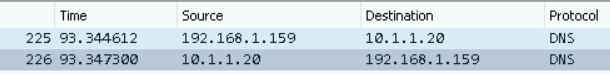 Time Source Destination Protocol
225 93.344612 192.168.1.159 10.1.1.20 DNS
226 93.347300 10.1.1.20 192.168.1.159 DNS